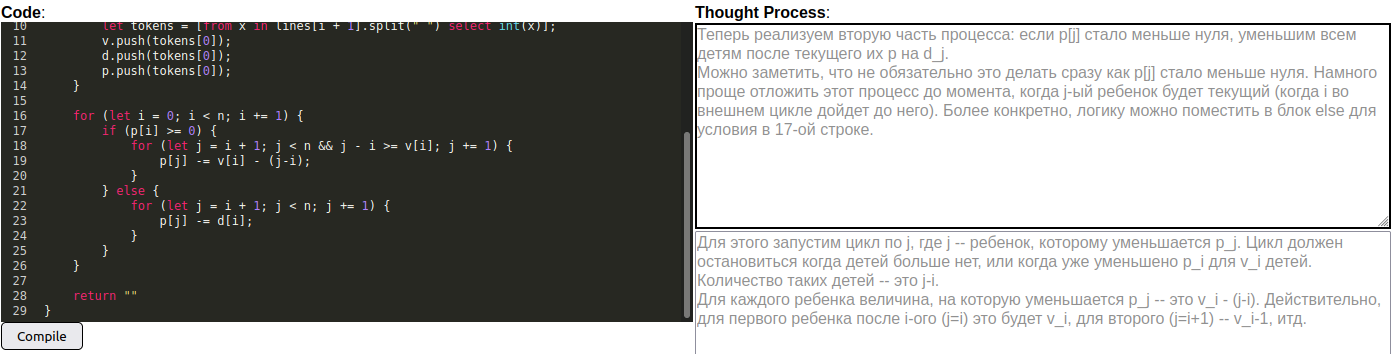 Code:
10 let tokens = [from x in lines[i + 1].split(" ") select int(x)];
11 v.push(tokens[0]);
12 d.push(tokens[0]);
13 p.push(tokens[0]);
14 }
15
16 for (let i = 0; i < n; i += 1) {
17 if (p[i] >= 0) {
18 for (let j = i + 1; j < n && j - i >= v[i]; j += 1) {
19 p[j] -= v[i] - (j-i);
20 }
21 } else {
22 for (let j = i + 1; j < n; j += 1) {
23 p[j] -= d[i];
24 }
25 }
26 }
27
28 return ""
29 }
Compile
Thought Process:
Теперь реализуем вторую часть процесса: если p[j] стало меньше нуля, уменьшим всем
детям после текущего их p на d_j.
Можно заметить, что не обязательно это делать сразу как p[j] стало меньше нуля. Намного
проще отложить этот процесс до момента, когда j-ый ребенок будет текущий (когда i во
внешнем цикле дойдет до него). Более конкретно, логику можно поместить в блок else для
условия в 17-ой строке.
Для этого запустим цикл по j, где j -- ребенок, которому уменьшается p_j. Цикл должен
остановиться когда детей больше нет, или когда уже уменьшено p_i для v_i детей.
Количество таких детей -- это j-i.
Для каждого ребенка величина, на которую уменьшается p_j -- это v_i - (j-i). Действительно,
для первого ребенка после i-ого (j=i) это будет v_i, для второго (j=i+1) -- v_i-1, итд.